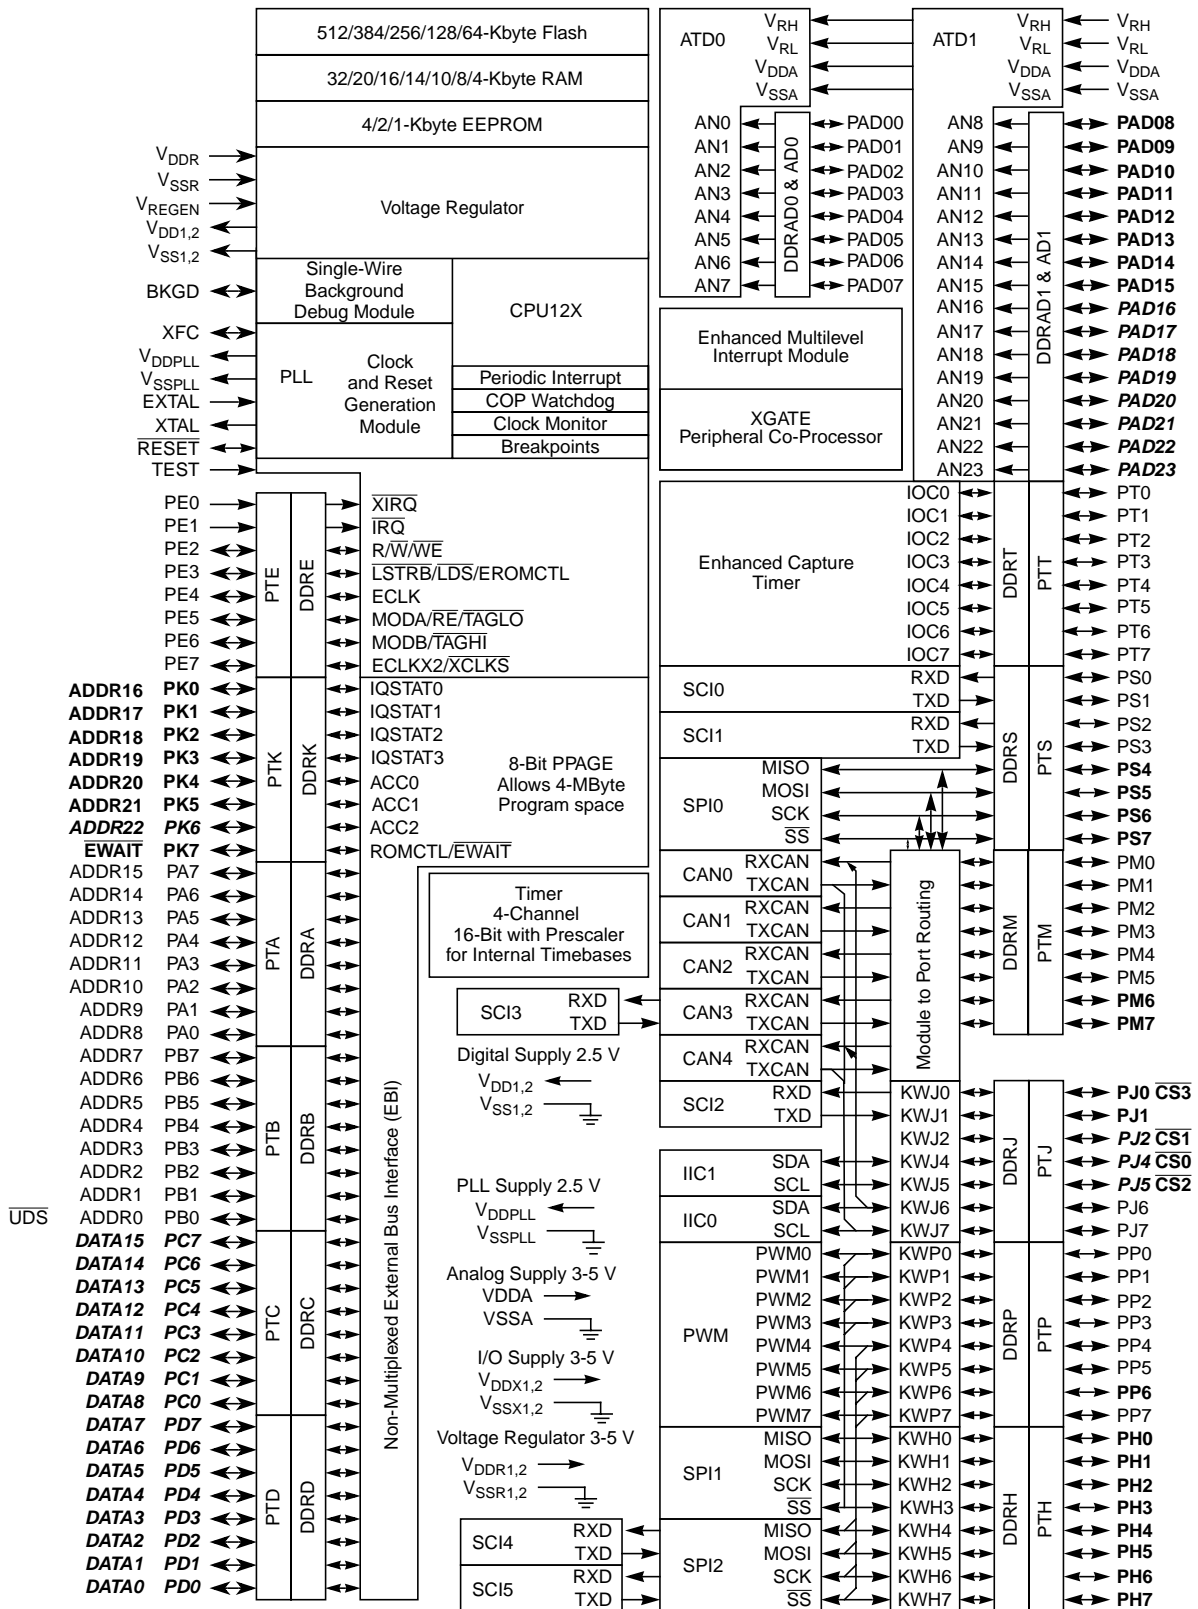 512/384/256/128/64-Kbyte Flash
32/20/16/14/10/8/4-Kbyte RAM
4/2/1-Kbyte EEPROM
VDDR
VSSR
VREGEN
VDD1,2
VSS1,2
Voltage Regulator
BKGD
Single-Wire
Background
Debug Module
CPU12X
XFC
VDDPLL
VSSPLL
EXTAL
XTAL
RESET
TEST
PLL
Clock
and Reset
Generation
Module
Periodic Interrupt
COP Watchdog
Clock Monitor
Breakpoints
PE0 XIRQ
PE1 IRQ
PE2 R/W/WE
PE3 LSTRB/LDS/EROMCTL
PE4 ECLK
PE5 MODA/RE/TAGLO
PE6 MODB/TAGHI
PE7 ECLKX2/XCLKS
PTE
DDRE
ADDR16 PK0 IQSTAT0
ADDR17 PK1 IQSTAT1
ADDR18 PK2 IQSTAT2
ADDR19 PK3 IQSTAT3
ADDR20 PK4 ACC0
ADDR21 PK5 ACC1
ADDR22 PK6 ACC2
EWAIT PK7 ROMCTL/EWAIT
PTK
DDRK
8-Bit PPAGE
Allows 4-MByte
Program space
ADDR15 PA7
ADDR14 PA6
ADDR13 PA5
ADDR12 PA4
ADDR11 PA3
ADDR10 PA2
ADDR9 PA1
ADDR8 PA0
PTA
DDRA
ADDR7 PB7
ADDR6 PB6
ADDR5 PB5
ADDR4 PB4
ADDR3 PB3
ADDR2 PB2
ADDR1 PB1
UDS ADDR0 PB0
PTB
DDRB
DATA15 PC7
DATA14 PC6
DATA13 PC5
DATA12 PC4
DATA11 PC3
DATA10 PC2
DATA9 PC1
DATA8 PC0
PTC
DDRC
DATA7 PD7
DATA6 PD6
DATA5 PD5
DATA4 PD4
DATA3 PD3
DATA2 PD2
DATA1 PD1
DATA0 PD0
PTD
DDRD
Non-Multiplexed External Bus Interface (EBI)
Timer
4-Channel
16-Bit with Prescaler
for Internal Timebases
SCI3
RXD
TXD
Digital Supply 2.5 V
VDD1,2
VSS1,2
PLL Supply 2.5 V
VDDPLL
VSSPLL
Analog Supply 3-5 V
VDDA
VSSA
I/O Supply 3-5 V
VDDX1,2
VSSX1,2
Voltage Regulator 3-5 V
VDDR1,2
VSSR1,2
SCI4
RXD
TXD
SCI5
RXD
TXD
ATD0
VRH
VRL
VDDA
VSSA
AN0 PAD00
AN1 PAD01
AN2 PAD02
AN3 PAD03
AN4 PAD04
AN5 PAD05
AN6 PAD06
AN7 PAD07
DDRAD0 & AD0
ATD1
VRH VRH
VRL VRL
VDDA VDDA
VSSA VSSA
AN8 PAD08
AN9 PAD09
AN10 PAD10
AN11 PAD11
AN12 PAD12
AN13 PAD13
AN14 PAD14
AN15 PAD15
AN16 PAD16
AN17 PAD17
AN18 PAD18
AN19 PAD19
AN20 PAD20
AN21 PAD21
AN22 PAD22
AN23 PAD23
DDRAD1 & AD1
Enhanced Multilevel
Interrupt Module
XGATE
Peripheral Co-Processor
Enhanced Capture
Timer
IOC0 PT0
IOC1 PT1
IOC2 PT2
IOC3 PT3
IOC4 PT4
IOC5 PT5
IOC6 PT6
IOC7 PT7
DDRT
PTT
SCI0
RXD PS0
TXD PS1
SCI1
RXD PS2
TXD PS3
SPI0
MISO PS4
MOSI PS5
SCK PS6
SS PS7
DDRS
PTS
CAN0
RXCAN PM0
TXCAN PM1
CAN1
RXCAN PM2
TXCAN PM3
CAN2
RXCAN PM4
TXCAN PM5
CAN3
RXCAN PM6
TXCAN PM7
CAN4
RXCAN
TXCAN
Module to Port Routing
DDRM
PTM
SCI2
RXD KWJ0 PJ0 CS3
TXD KWJ1 PJ1
KWJ2 PJ2 CS1
IIC1
SDA KWJ4 PJ4 CS0
SCL KWJ5 PJ5 CS2
IIC0
SDA KWJ6 PJ6
SCL KWJ7 PJ7
DDRJ
PTJ
PWM
PWM0 KWP0 PP0
PWM1 KWP1 PP1
PWM2 KWP2 PP2
PWM3 KWP3 PP3
PWM4 KWP4 PP4
PWM5 KWP5 PP5
PWM6 KWP6 PP6
PWM7 KWP7 PP7
DDRP
PTP
SPI1
MISO KWH0 PH0
MOSI KWH1 PH1
SCK KWH2 PH2
SS KWH3 PH3
SPI2
MISO KWH4 PH4
MOSI KWH5 PH5
SCK KWH6 PH6
SS KWH7 PH7
DDRH
PTH